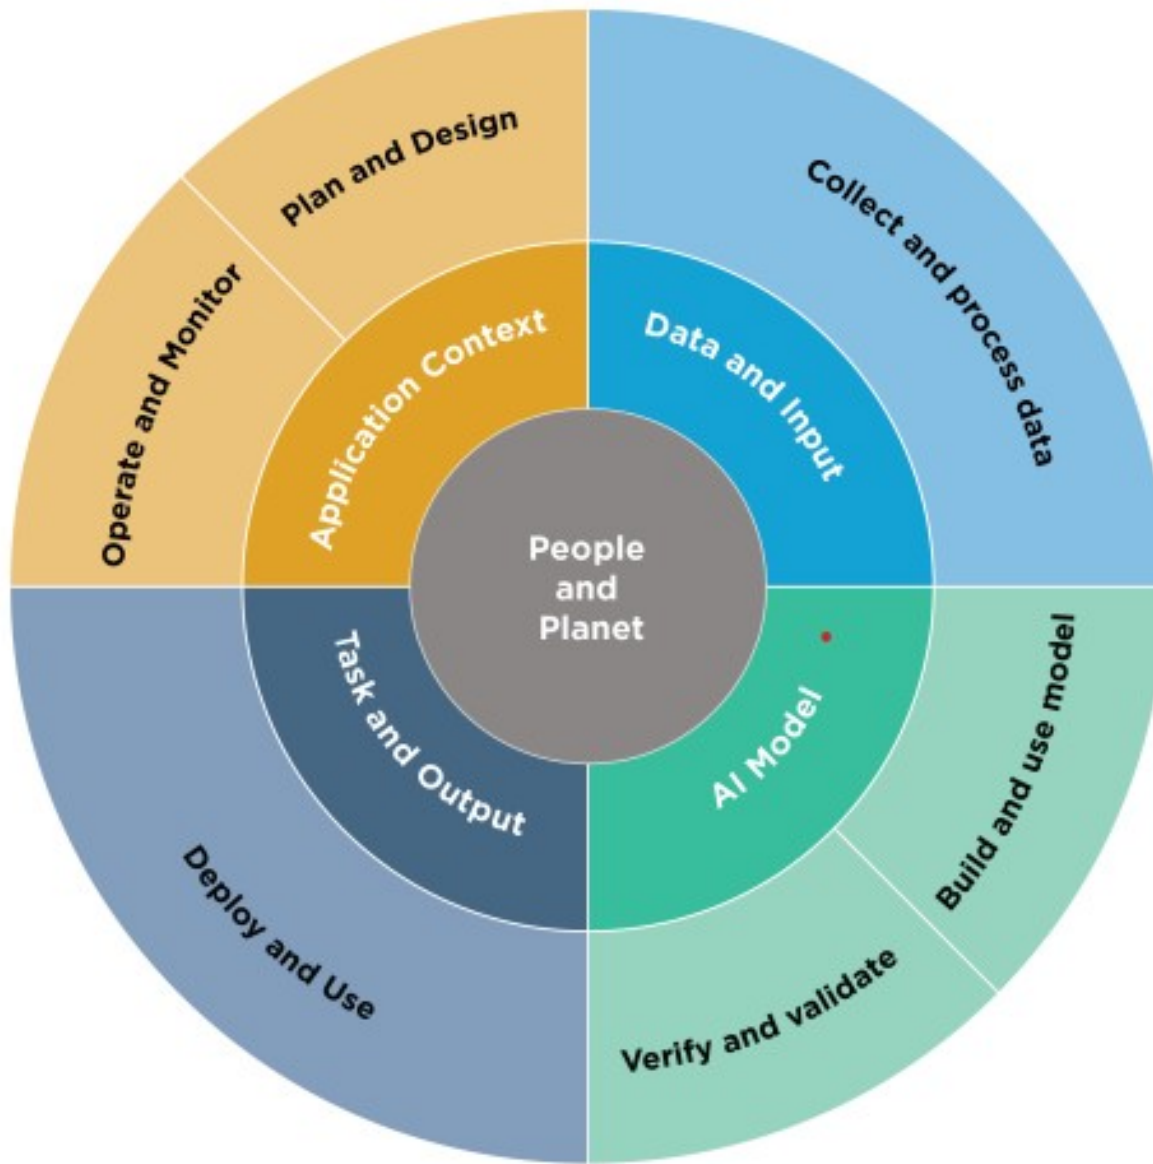 Plan and Design
Collect and process data
Operate and Monitor
Application Context
Data and Input
People
and
Planet
Task and Output
AI Model
Build and use model
Deploy and Use
Verify and validate